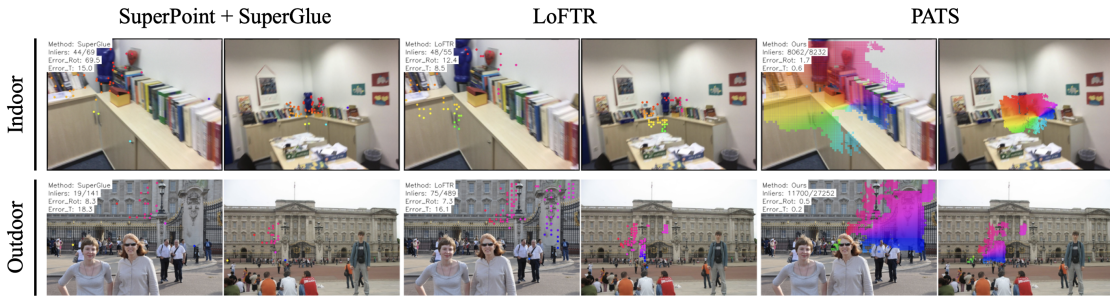 SuperPoint + SuperGlue
LoFTR
PATS
Indoor
Method: SuperGlue
Inliers: 44/69
Error_Rot: 69.5
Error_T: 15.0
Method: LoFTR
Inliers: 48/55
Error_Rot: 12.4
Error_T: 8.5
Method: Ours
Inliers: 8062/8232
Error_Rot: 1.7
Error_T: 0.6
Outdoor
Method: SuperGlue
Inliers: 19/141
Error_Rot: 8.3
Error_T: 18.3
Method: LoFTR
Inliers: 75/489
Error_Rot: 7.3
Error_T: 16.1
Method: Ours
Inliers: 11700/27252
Error_Rot: 0.5
Error_T: 0.2